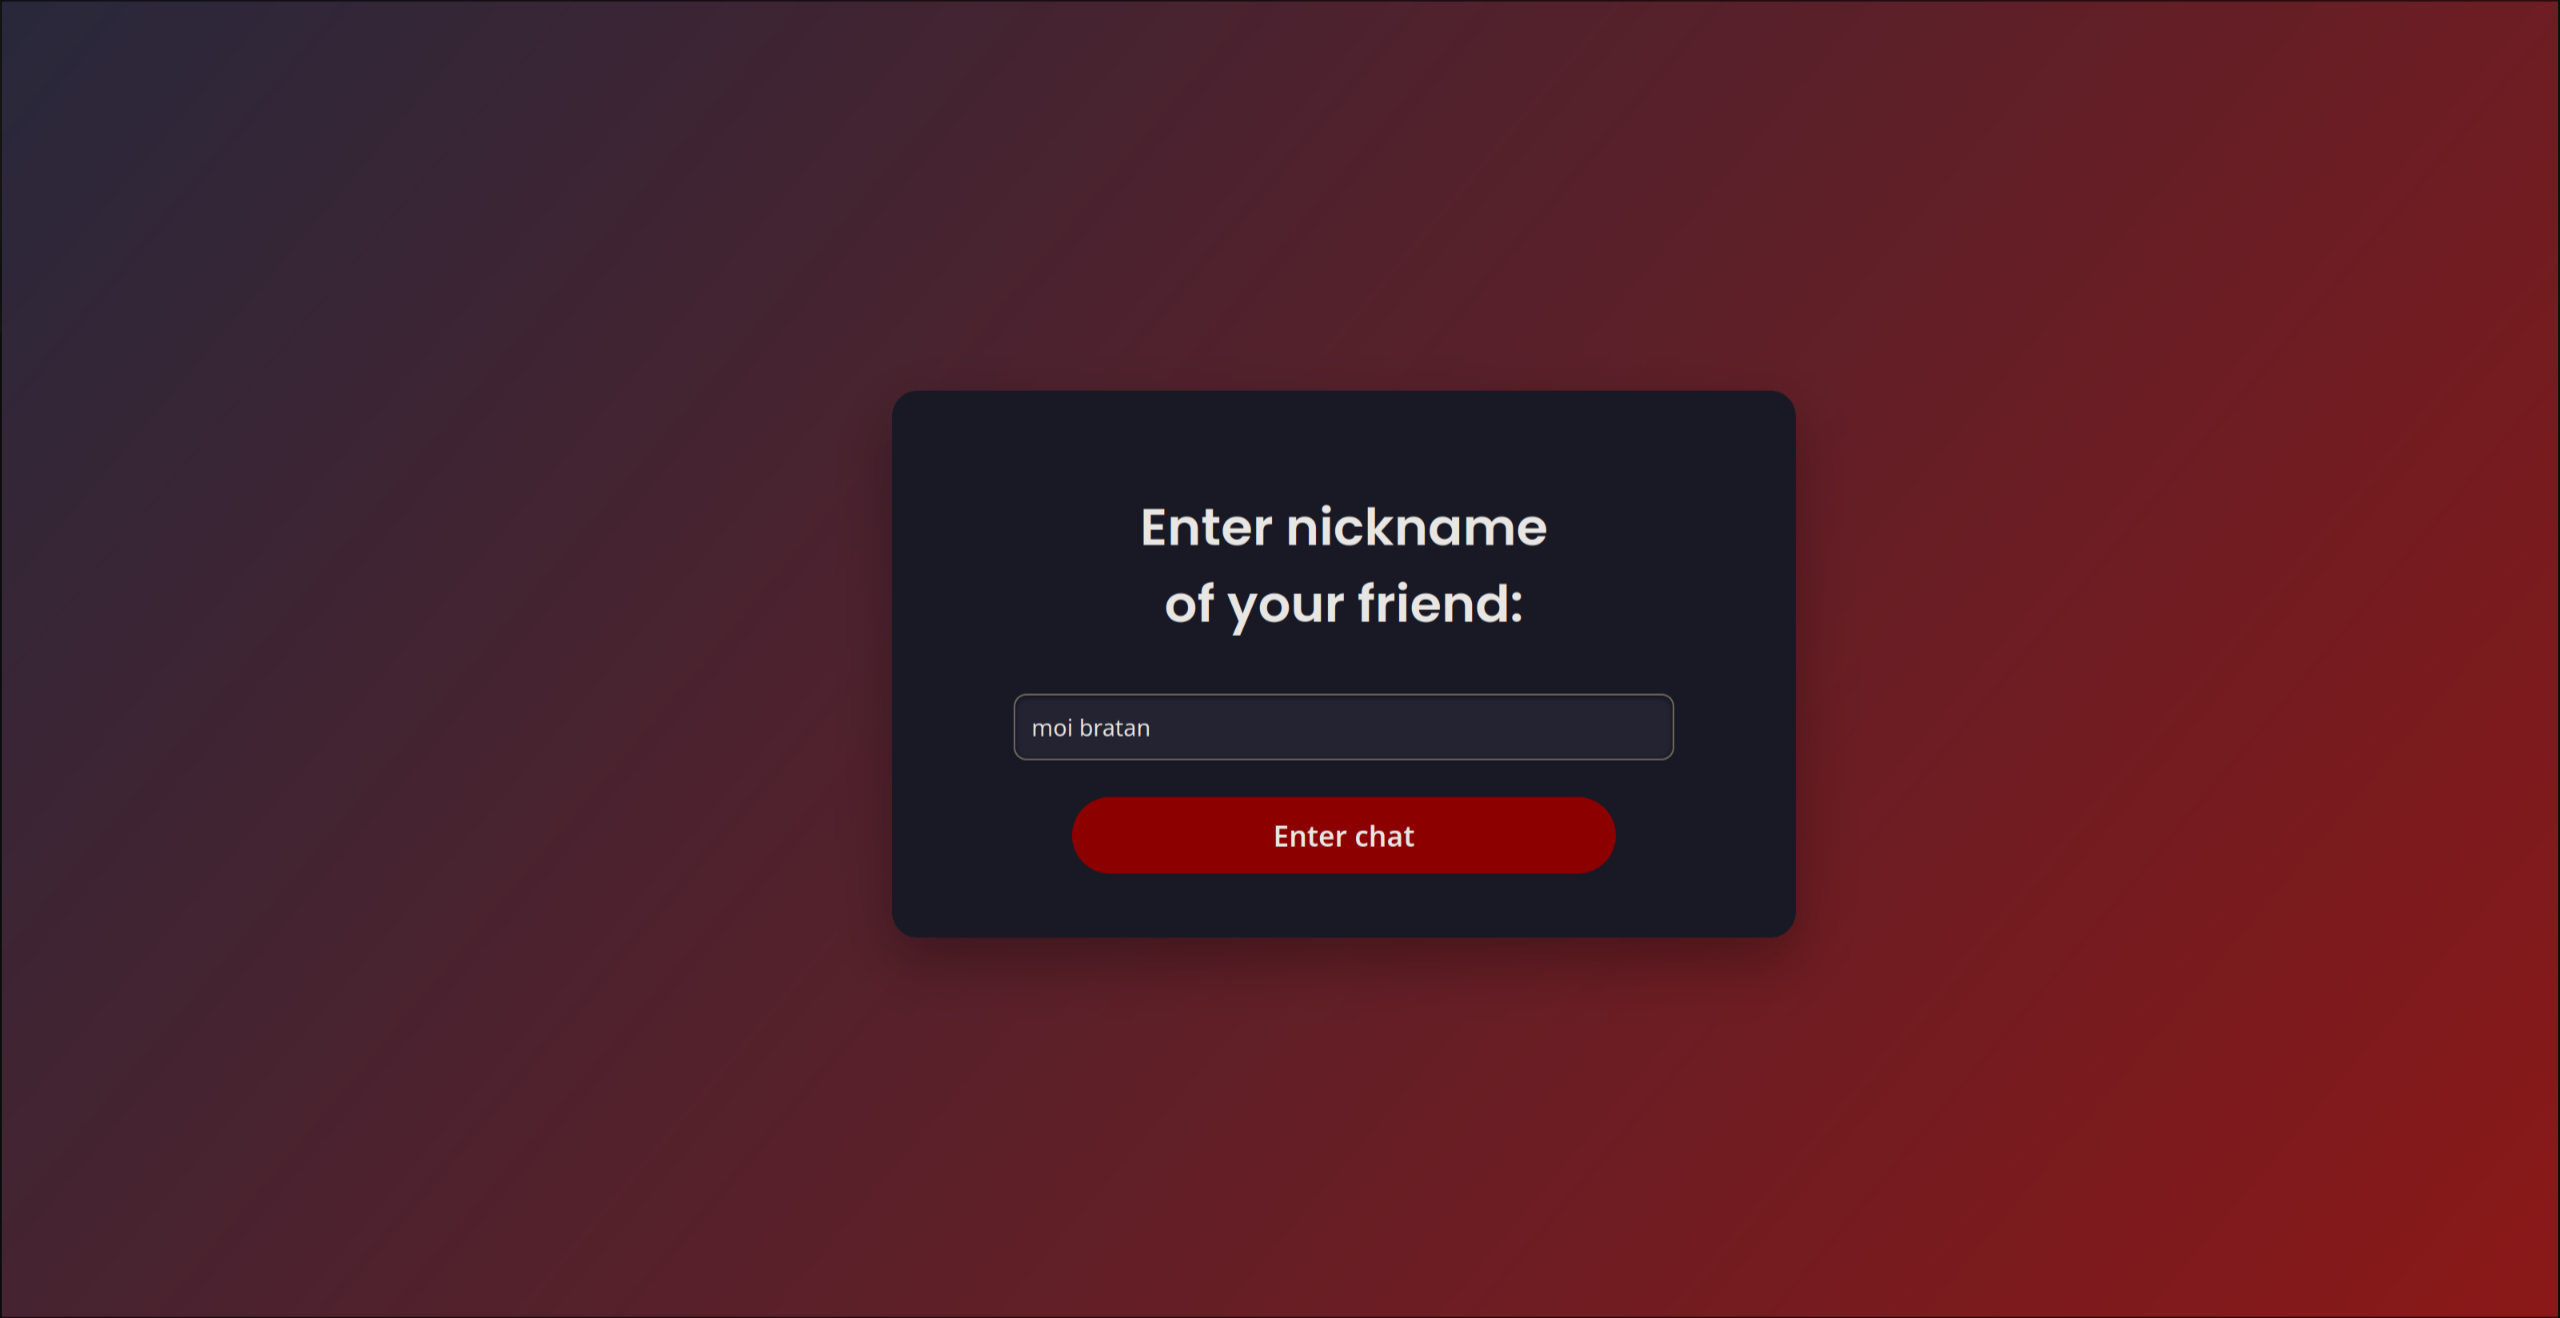 Enter nickname
of your friend:
moi bratan
Enter chat